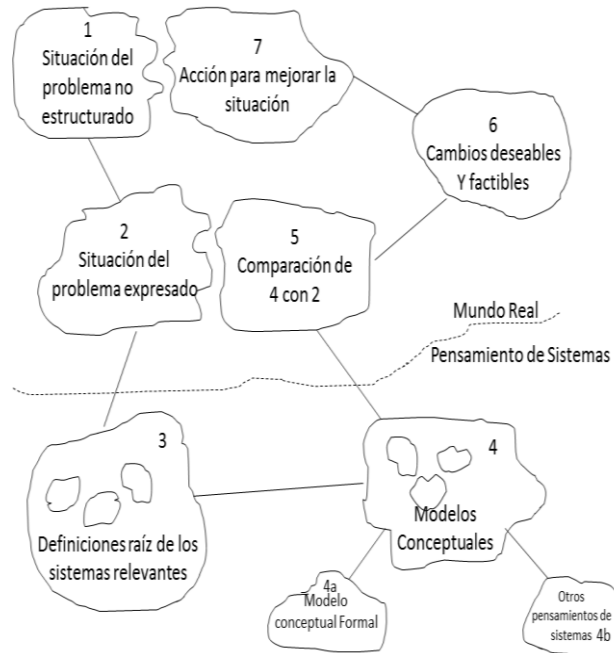 1
Situación del
problema no
estructurado
7
Acción para mejorar la
situación
6
Cambios deseables
Y factibles
2
Situación del
problema expresado
5
Comparación de
4 con 2
Mundo Real
Pensamiento de Sistemas
3
Definiciones raíz de los
sistemas relevantes
4
Modelos
Conceptuales
4a
Modelo
conceptual Formal
Otros
pensamientos de
sistemas 4b